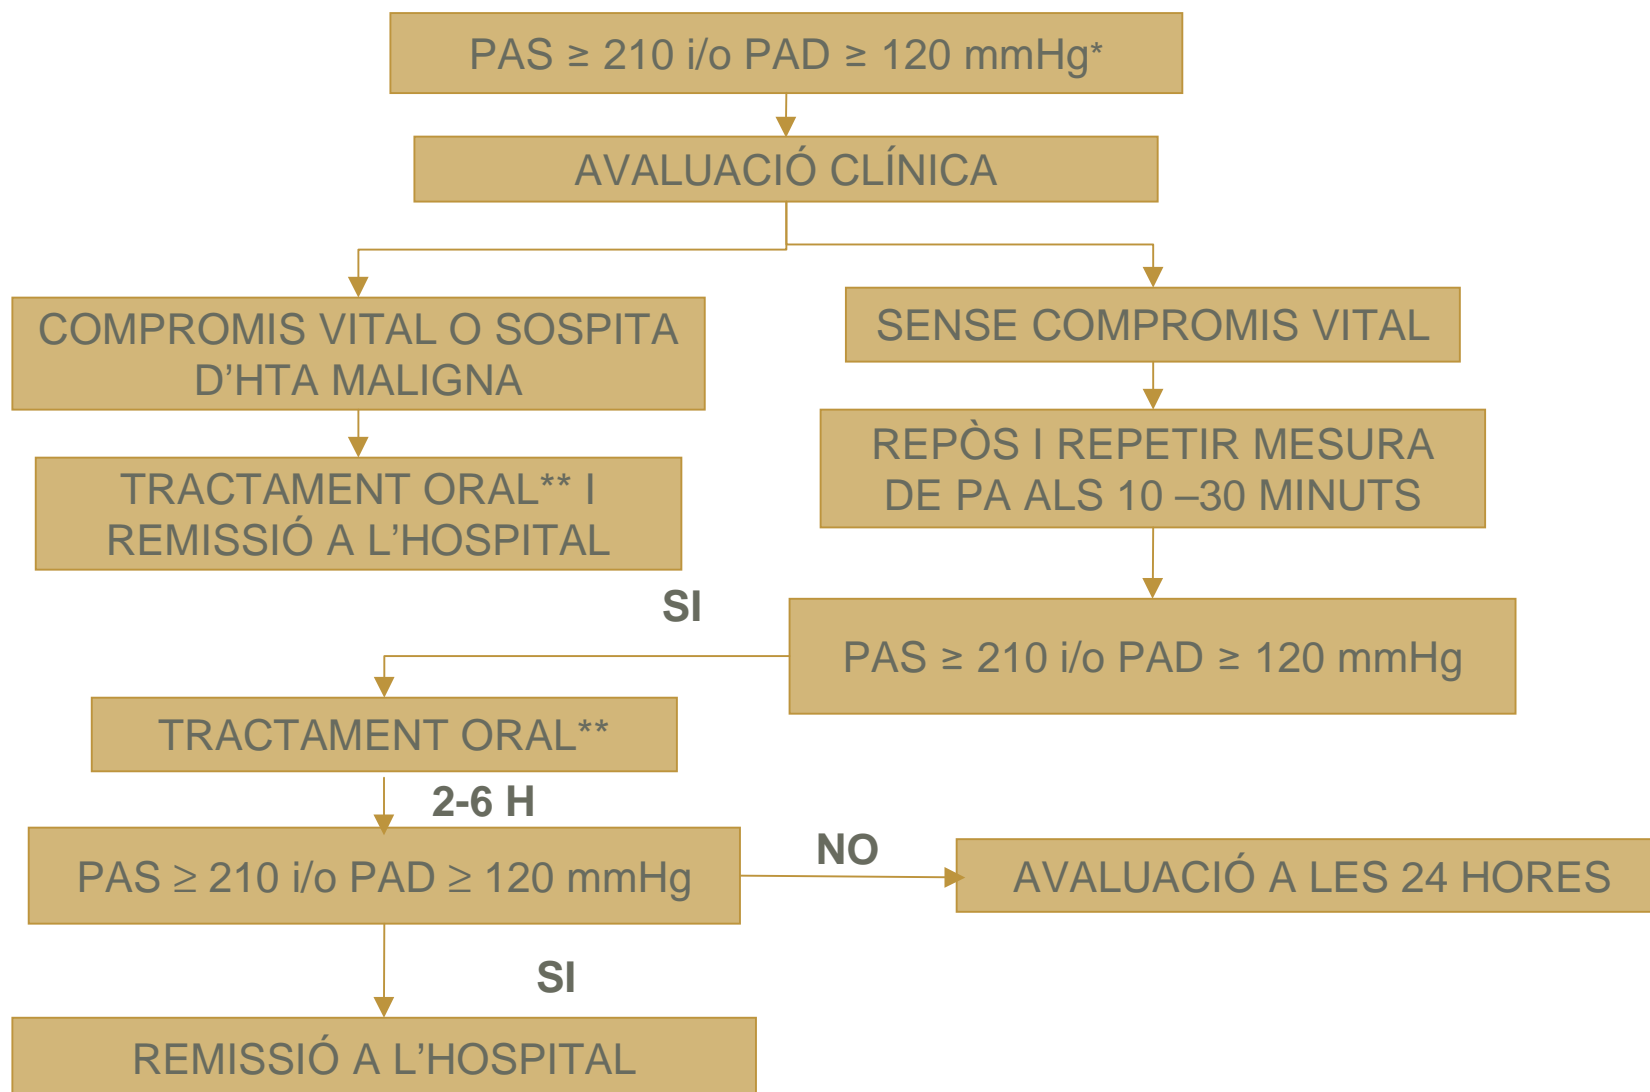 PAS ≥ 210 i/o PAD ≥ 120 mmHg*
AVALUACIÓ CLÍNICA
COMPROMIS VITAL O SOSPITA
D'HTA MALIGNA
SENSE COMPROMIS VITAL
TRACTAMENT ORAL** I
REMISSIÓ A L'HOSPITAL
REPÒS I REPETIR MESURA
DE PA ALS 10 –30 MINUTS
SI
PAS ≥ 210 i/o PAD ≥ 120 mmHg
TRACTAMENT ORAL**
2-6 H
PAS ≥ 210 i/o PAD ≥ 120 mmHg
NO
AVALUACIÓ A LES 24 HORES
SI
REMISSIÓ A L'HOSPITAL